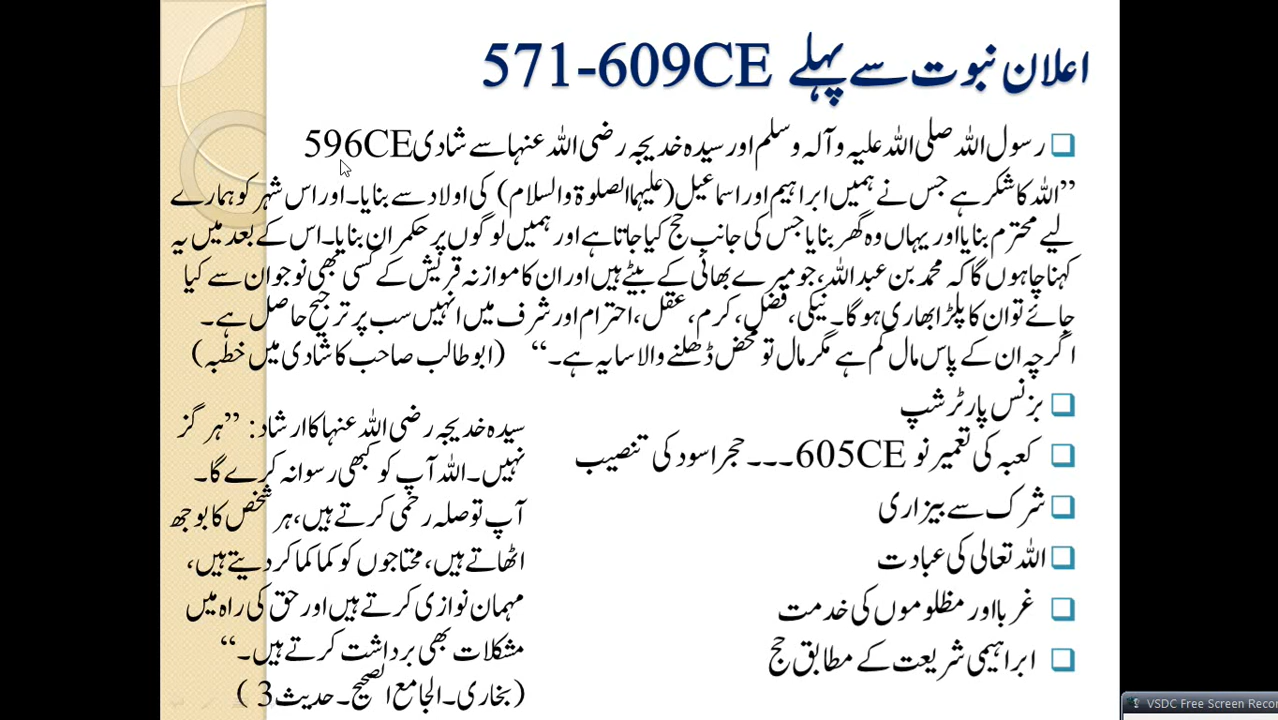 اعلان نبوت سے پہلے 571-609CE
❑ رسول اللہ صلی اللہ علیہ وآلہ وسلم اور سیدہ خدیجہ رضی اللہ عنہا سے شادی 596CE
”اللہ کا شکر ہے جس نے ہمیں ابراہیم اور اسماعیل (علیہما الصلوۃ والسلام) کی اولاد سے بنایا۔ اور اس شہر کو ہمارے
لیے محترم بنایا اور یہاں وہ گھر بنایا جس کی جانب حج کیا جاتا ہے اور ہمیں لوگوں پر حکمران بنایا۔ اس کے بعد میں یہ
کہنا چاہوں گا کہ محمد بن عبد اللہ، جو میرے بھائی کے بیٹے ہیں اور ان کا موازنہ قریش کے کسی بھی نوجوان سے کیا
جائے تو ان کا پلڑا بھاری ہو گا۔ نیکی، فضل، کرم، عقل، احترام اور شرف میں انہیں سب پر ترجیح حاصل ہے۔
اگرچہ ان کے پاس مال کم ہے مگر مال تو محض ڈھلنے والا سایہ ہے۔“ (ابو طالب صاحب کا شادی میں خطبہ)
❑ بزنس پارٹرشپ
❑ کعبہ کی تعمیر نو 605CE۔۔۔ حجر اسود کی تنصیب
❑ شرک سے بیزاری
❑ اللہ تعالی کی عبادت
❑ غربا اور مظلوموں کی خدمت
❑ ابراہیمی شریعت کے مطابق حج
سیدہ خدیجہ رضی اللہ عنہا کا ارشاد: ”ہر گز
نہیں۔ اللہ آپ کو کبھی رسوا نہ کرے گا۔
آپ تو صلہ رحمی کرتے ہیں، ہر شخص کا بوجھ
اٹھاتے ہیں، محتاجوں کو کما کما کر دیتے ہیں،
مہمان نوازی کرتے ہیں اور حق کی راہ میں
مشکلات بھی برداشت کرتے ہیں۔“
(بخاری۔ الجامع الصحیح۔ حدیث 3)
VSDC Free Screen Recor